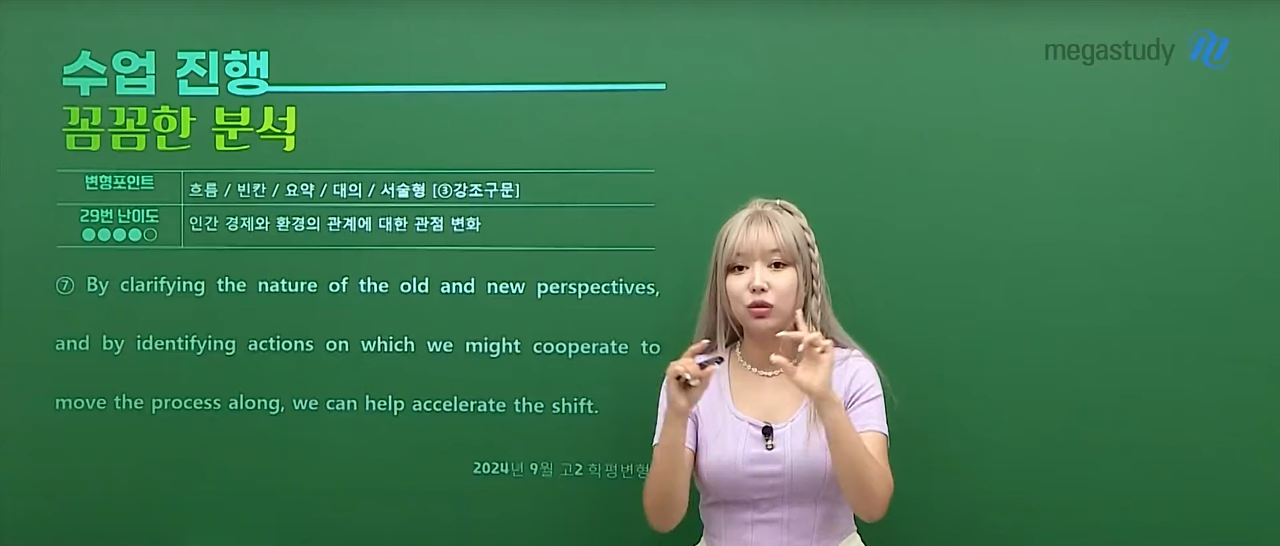 megastudy
수업 진행
꼼꼼한 분석
변형포인트
흐름 / 빈칸 / 요약 / 대의 / 서술형 [③강조구문]
29번 난이도
●●●●○
인간 경제와 환경의 관계에 대한 관점 변화
⑦ By clarifying the nature of the old and new perspectives,
and by identifying actions on which we might cooperate to
move the process along, we can help accelerate the shift.
2024년 9월 고2 학평변형